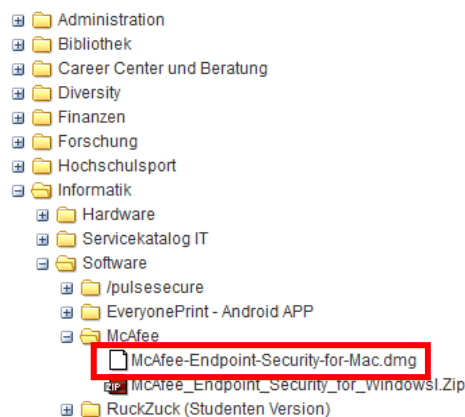 Administration
Bibliothek
Career Center und Beratung
Diversity
Finanzen
Forschung
Hochschulsport
Informatik
Hardware
Servicekatalog IT
Software
/pulsesecure
EveryonePrint - Android APP
McAfee
McAfee-Endpoint-Security-for-Mac.dmg
ZIP McAfee_Endpoint_Security_for_WindowsI.Zip
RuckZuck (Studenten Version)